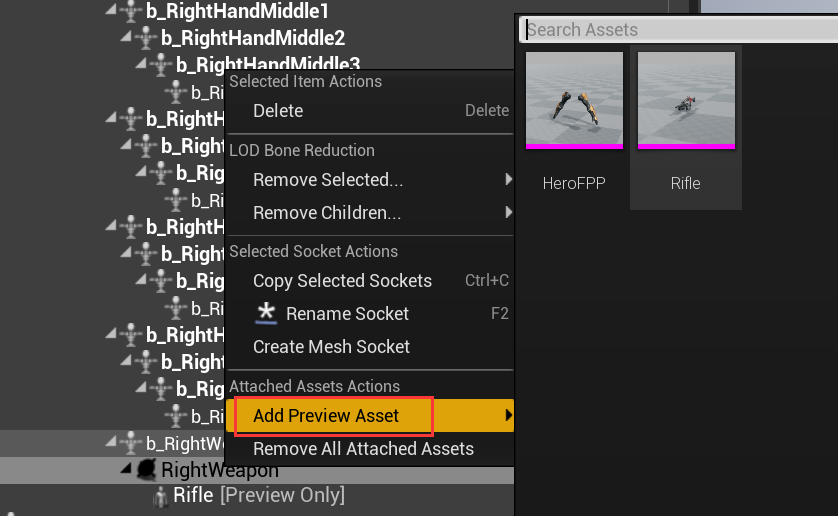 b_RightHandMiddle1
b_RightHandMiddle2
b_RightHandMiddle3
b_Ri
b_RightH
b_Right
b_Rig
b_Ri
b_RightH
b_Right
b_Rig
b_Ri
b_RightH
b_Right
b_Rig
b_Ri
b_RightWe
RightWeapon
Rifle [Preview Only]
Selected Item Actions
Delete Delete
LOD Bone Reduction
Remove Selected...
Remove Children...
Selected Socket Actions
Copy Selected Sockets Ctrl+C
Rename Socket F2
Create Mesh Socket
Attached Assets Actions
Add Preview Asset
Remove All Attached Assets
Search Assets
HeroFPP Rifle